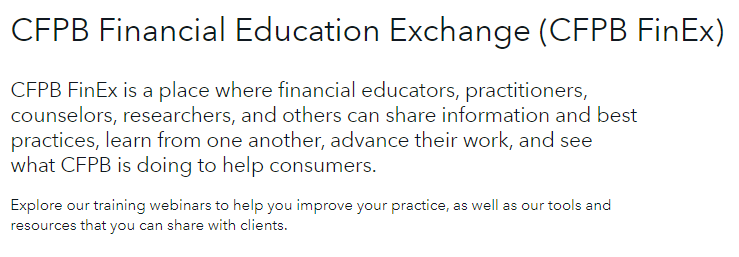 CFPB Financial Education Exchange (CFPB FinEx)
CFPB FinEx is a place where financial educators, practitioners,
counselors, researchers, and others can share information and best
practices, learn from one another, advance their work, and see
what CFPB is doing to help consumers.
Explore our training webinars to help you improve your practice, as well as our tools and
resources that you can share with clients.